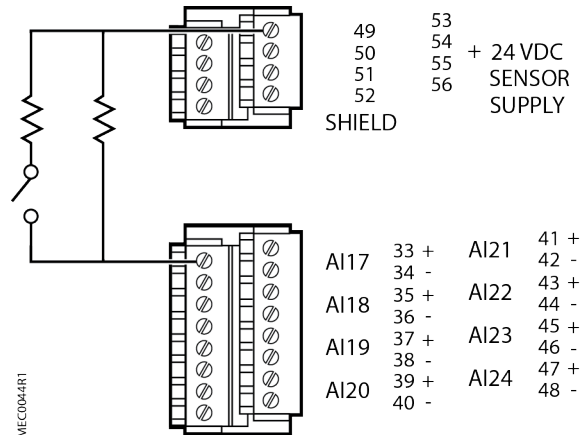 49
50
51
52
SHIELD
53
54
55
56
+ 24 VDC
SENSOR
SUPPLY
AI17
33 +
34 -
AI18
35 +
36 -
AI19
37 +
38 -
AI20
39 +
40 -
AI21
41 +
42 -
AI22
43 +
44 -
AI23
45 +
46 -
AI24
47 +
48 -
MEC0044R1